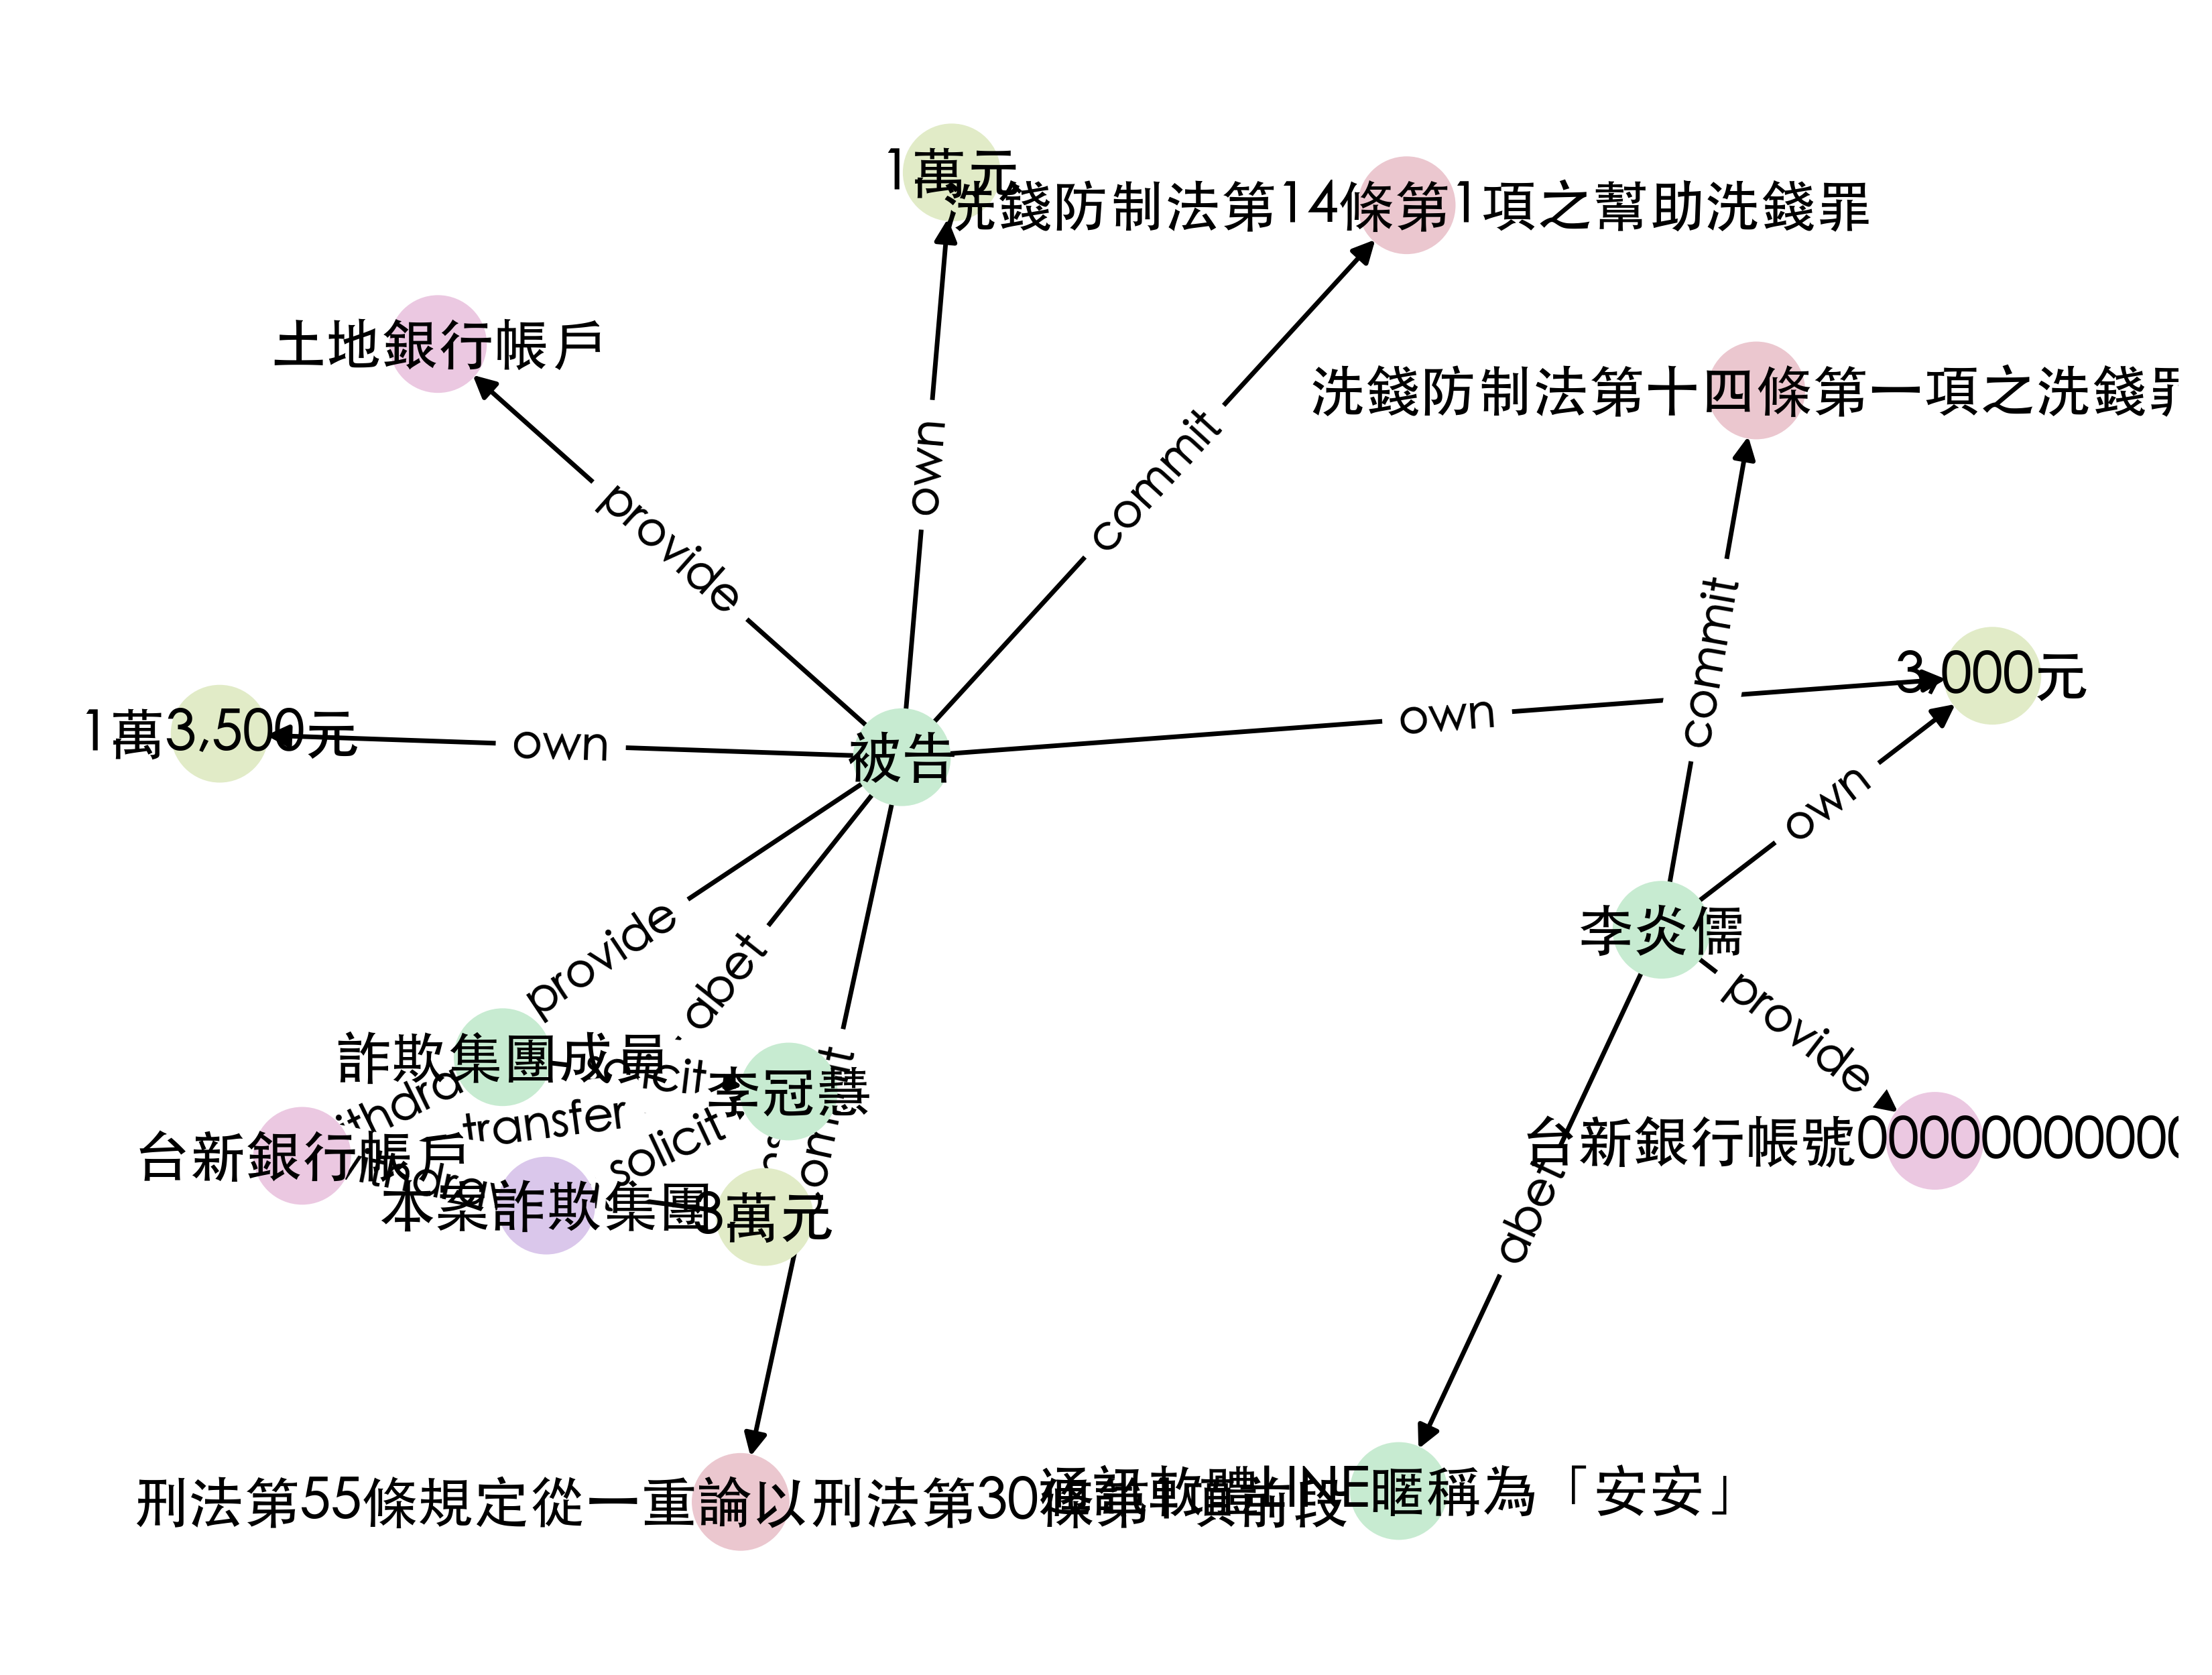 1萬元
洗錢防制法第14條第1項之幫助洗錢罪
土地銀行帳戶
洗錢防制法第十四條第一項之洗錢罪
own
commit
provide
commit
3,000元
own
1萬3,500元
own
被告
own
provide
abet
李炎儒
provide
詐欺集團成員
李冠慧
transfer
solicit
台新銀行帳戶
台新銀行帳號000000000000
本案詐欺集團
3萬元
abet
刑法第55條規定從一重論以刑法第30條第1項前段
通訊軟體LINE暱稱為「安安」